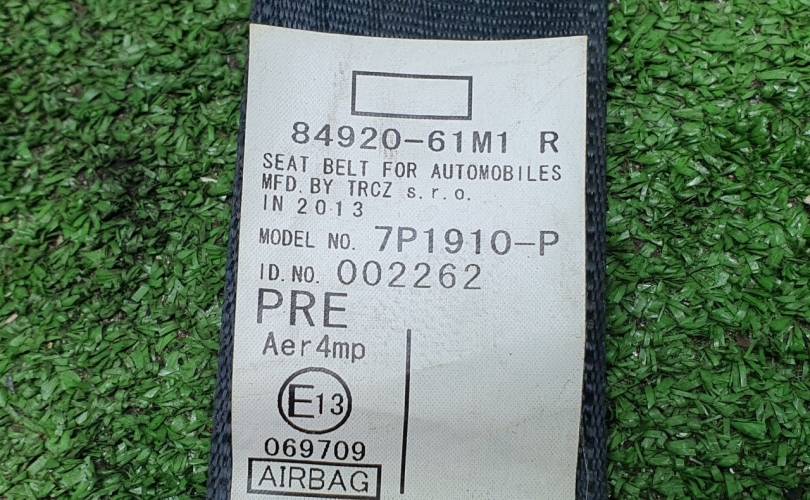 84920-61M1 R
SEAT BELT FOR AUTOMOBILES
MFD. BY TRCZ s.r.o.
IN 2013
MODEL NO. 7P1910-P
ID.NO. 002262
PRE
Aer4mp
E13
069709
AIRBAG